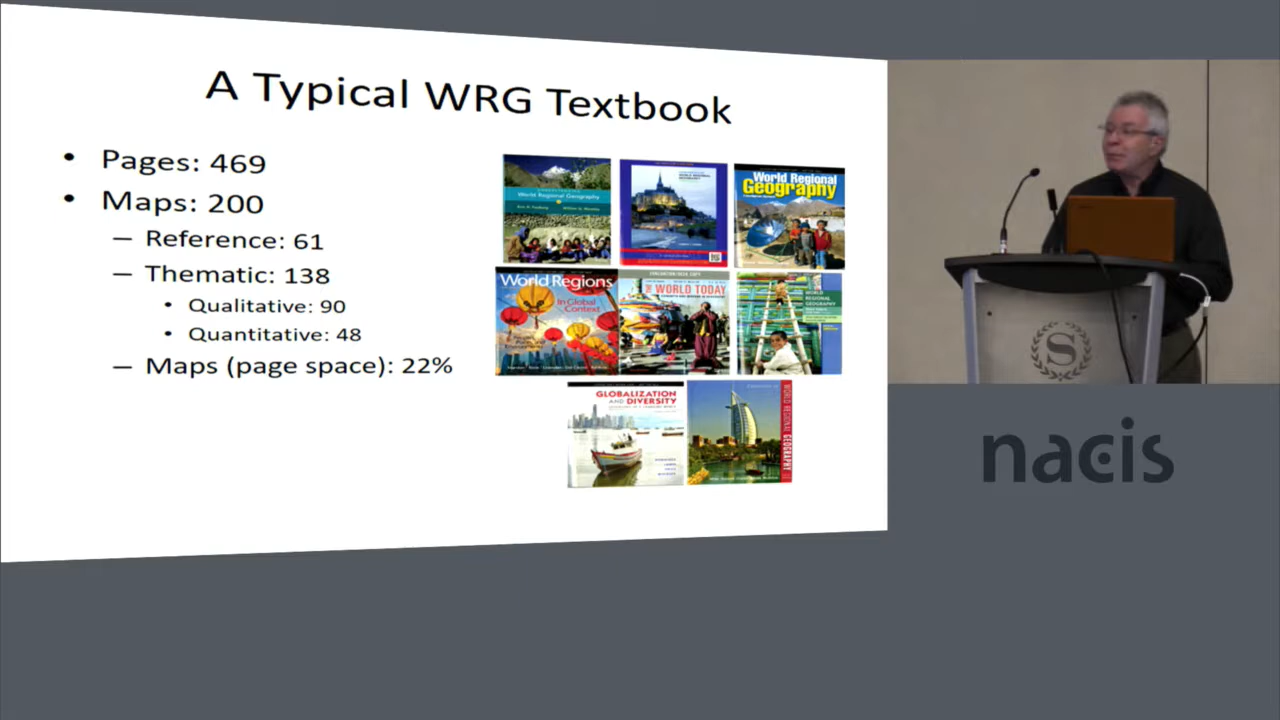 A Typical WRG Textbook
• Pages: 469
• Maps: 200
– Reference: 61
– Thematic: 138
• Qualitative: 90
• Quantitative: 48
– Maps (page space): 22%
World Regional Geography
World Regional
Geography
World Regions
In Global
Context
WORLD TODAY
WORLD
REGIONAL
GEOGRAPHY
GLOBALIZATION
AND DIVERSITY
WORLD REGIONAL GEOGRAPHY
S
nacis